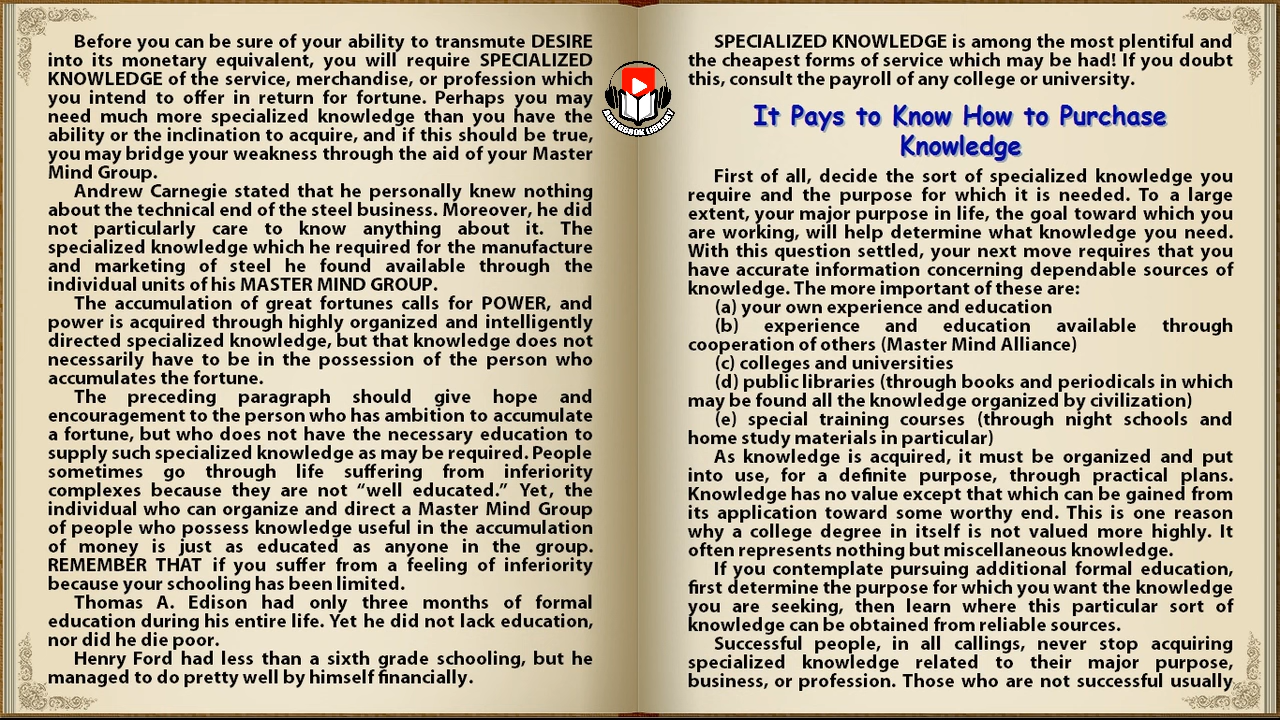 Before you can be sure of your ability to transmute DESIRE
into its monetary equivalent, you will require SPECIALIZED
KNOWLEDGE of the service, merchandise, or profession which
you intend to offer in return for fortune. Perhaps you may
need much more specialized knowledge than you have the
ability or the inclination to acquire, and if this should be true,
you may bridge your weakness through the aid of your Master
Mind Group.
Andrew Carnegie stated that he personally knew nothing
about the technical end of the steel business. Moreover, he did
not particularly care to know anything about it. The
specialized knowledge which he required for the manufacture
and marketing of steel he found available through the
individual units of his MASTER MIND GROUP.
The accumulation of great fortunes calls for POWER, and
power is acquired through highly organized and intelligently
directed specialized knowledge, but that knowledge does not
necessarily have to be in the possession of the person who
accumulates the fortune.
The preceding paragraph should give hope and
encouragement to the person who has ambition to accumulate
a fortune, but who does not have the necessary education to
supply such specialized knowledge as may be required. People
sometimes go through life suffering from inferiority
complexes because they are not “well educated.” Yet, the
individual who can organize and direct a Master Mind Group
of people who possess knowledge useful in the accumulation
of money is just as educated as anyone in the group.
REMEMBER THAT if you suffer from a feeling of inferiority
because your schooling has been limited.
Thomas A. Edison had only three months of formal
education during his entire life. Yet he did not lack education,
nor did he die poor.
Henry Ford had less than a sixth grade schooling, but he
managed to do pretty well by himself financially.
AUDIOBOOK LIBRARY
SPECIALIZED KNOWLEDGE is among the most plentiful and
the cheapest forms of service which may be had! If you doubt
this, consult the payroll of any college or university.
It Pays to Know How to Purchase
Knowledge
First of all, decide the sort of specialized knowledge you
require and the purpose for which it is needed. To a large
extent, your major purpose in life, the goal toward which you
are working, will help determine what knowledge you need.
With this question settled, your next move requires that you
have accurate information concerning dependable sources of
knowledge. The more important of these are:
(a) your own experience and education
(b) experience and education available through
cooperation of others (Master Mind Alliance)
(c) colleges and universities
(d) public libraries (through books and periodicals in which
may be found all the knowledge organized by civilization)
(e) special training courses (through night schools and
home study materials in particular)
As knowledge is acquired, it must be organized and put
into use, for a definite purpose, through practical plans.
Knowledge has no value except that which can be gained from
its application toward some worthy end. This is one reason
why a college degree in itself is not valued more highly. It
often represents nothing but miscellaneous knowledge.
If you contemplate pursuing additional formal education,
first determine the purpose for which you want the knowledge
you are seeking, then learn where this particular sort of
knowledge can be obtained from reliable sources.
Successful people, in all callings, never stop acquiring
specialized knowledge related to their major purpose,
business, or profession. Those who are not successful usually